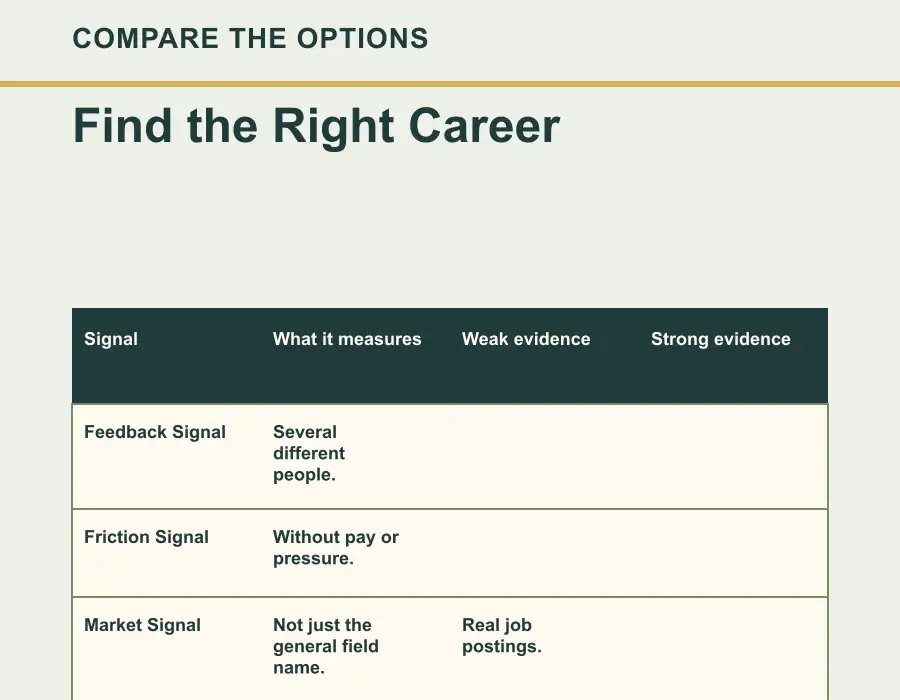 COMPARE THE OPTIONS
Find the Right Career
Signal What it measures Weak evidence Strong evidence
Feedback Signal Several
different
people.
Friction Signal Without pay or
pressure.
Market Signal Not just the Real job
general field postings.
name.